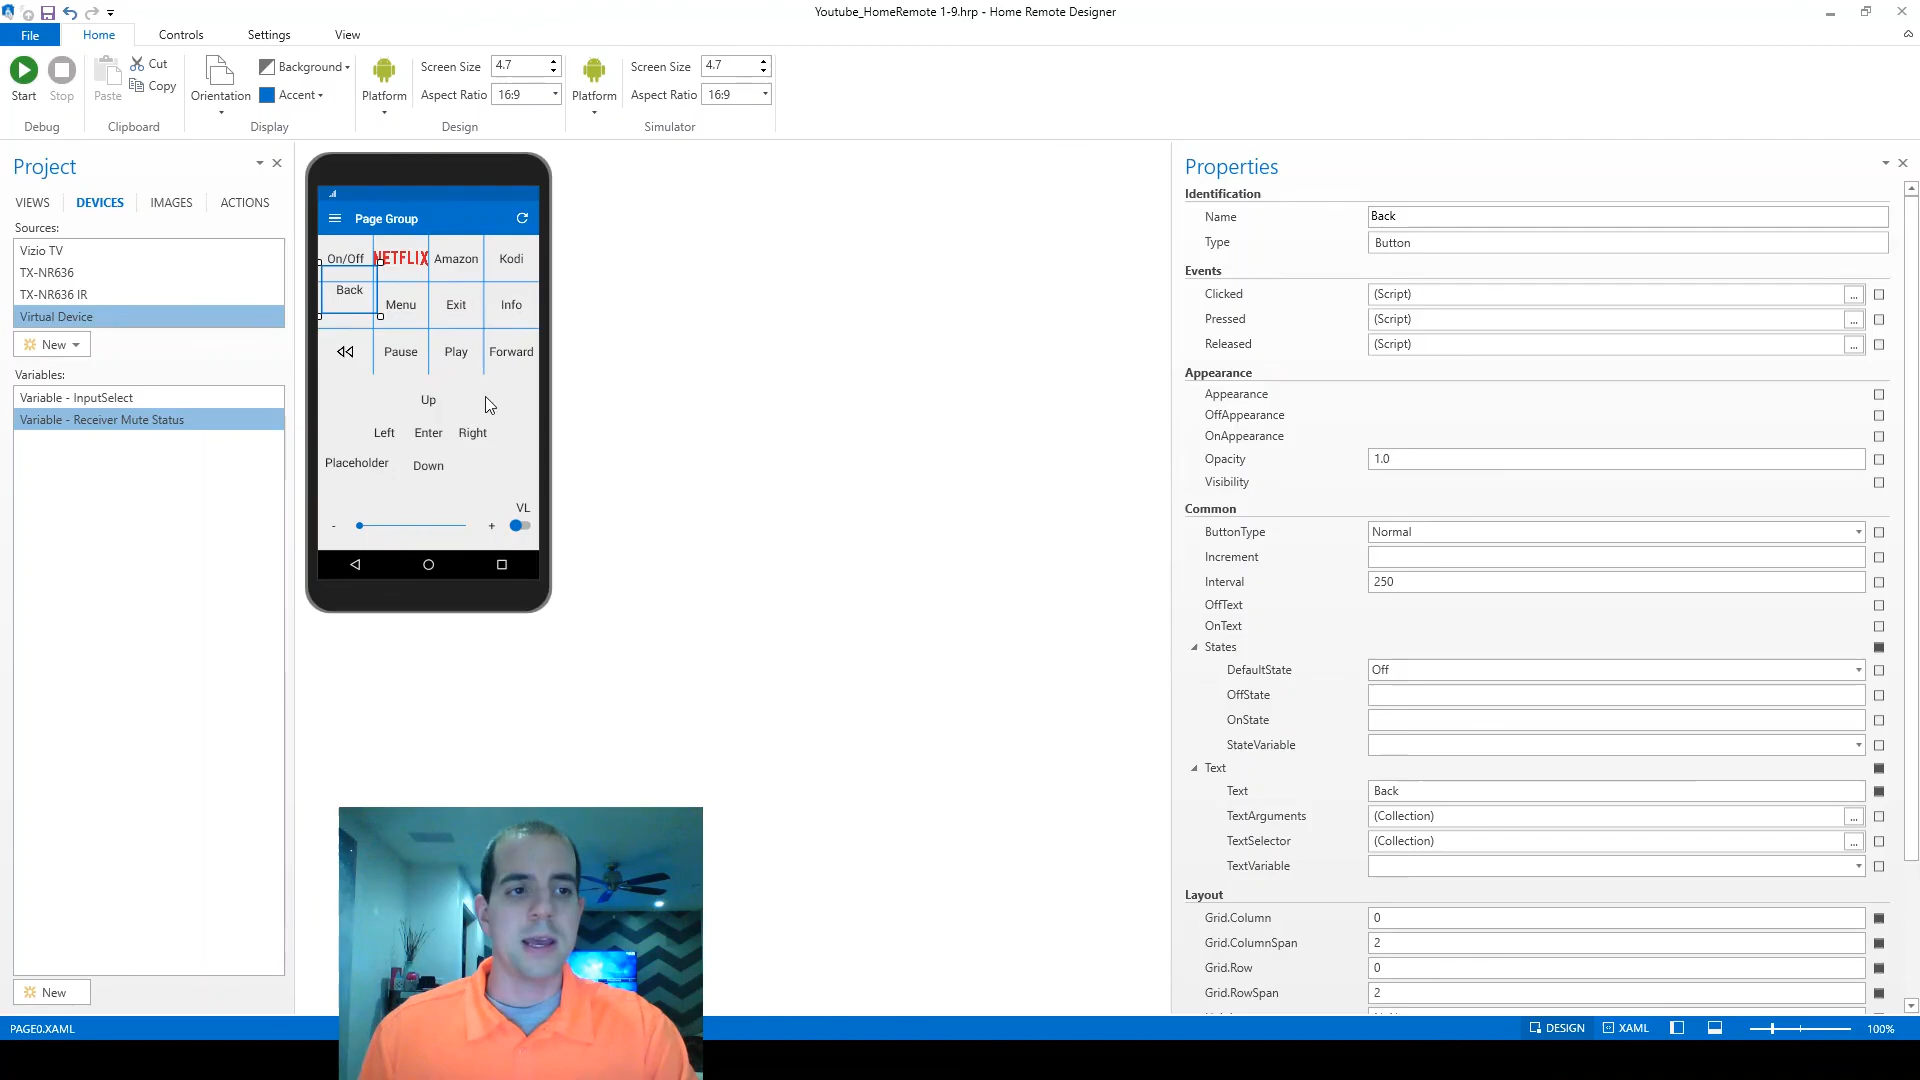 Youtube_HomeRemote 1-9.hrp - Home Remote Designer
File Home Controls Settings View
Start Stop Paste Cut Copy Orientation Background Accent Platform Screen Size 4.7 Aspect Ratio 16:9 Platform Screen Size 4.7 Aspect Ratio 16:9
Debug Clipboard Display Design Simulator
Project
VIEWS DEVICES IMAGES ACTIONS
Sources:
Vizio TV
TX-NR636
TX-NR636 IR
Virtual Device
New
Variables:
Variable - InputSelect
Variable - Receiver Mute Status
New
Page Group
On/Off NETFLIX Amazon Kodi
Back Menu Exit Info
Pause Play Forward
Up
Left Enter Right
Placeholder Down
VL
- +
Properties
Identification
Name Back
Type Button
Events
Clicked (Script) ...
Pressed (Script) ...
Released (Script) ...
Appearance
Appearance
OffAppearance
OnAppearance
Opacity 1.0
Visibility
Common
ButtonType Normal
Increment
Interval 250
OffText
OnText
States
DefaultState Off
OffState
OnState
StateVariable
Text
Text Back
TextArguments (Collection) ...
TextSelector (Collection) ...
TextVariable
Layout
Grid.Column 0
Grid.ColumnSpan 2
Grid.Row 0
Grid.RowSpan 2
PAGE0.XAML DESIGN XAML 100%